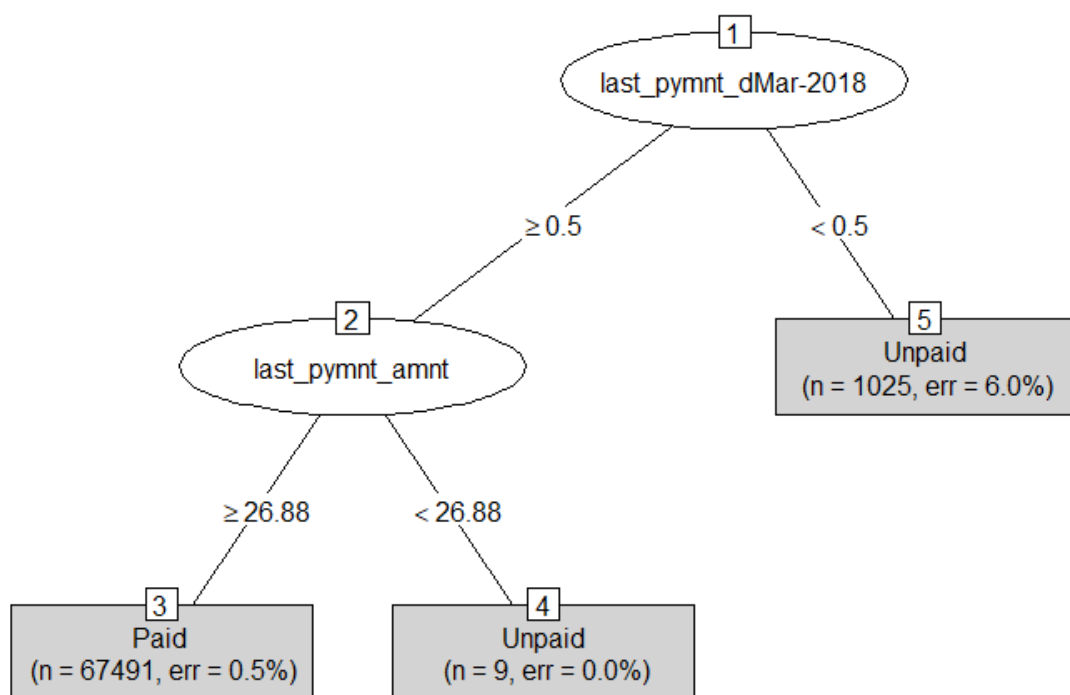 1
last_pymnt_dMar-2018
≥ 0.5
< 0.5
2
last_pymnt_amnt
5
Unpaid
(n = 1025, err = 6.0%)
≥ 26.88
< 26.88
3
Paid
(n = 67491, err = 0.5%)
4
Unpaid
(n = 9, err = 0.0%)